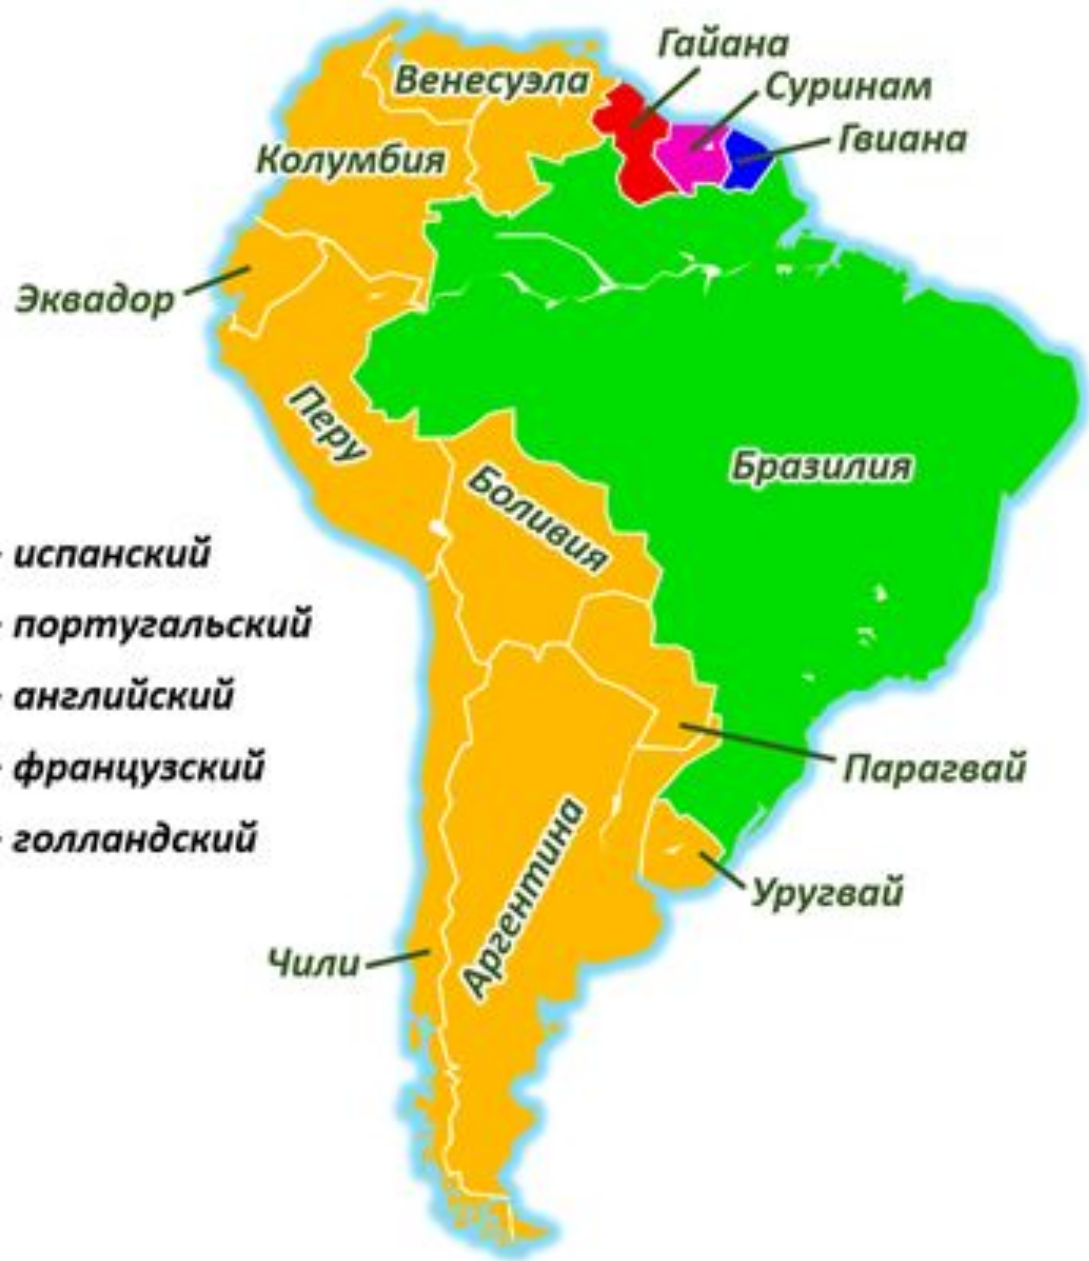 Гайана
Венесуэла
Суринам
Гвиана
Колумбия
Эквадор
Перу
Боливия
Бразилия
- испанский
- португальский
- английский
- французский
- голландский
Парагвай
Аргентина
Уругвай
Чили